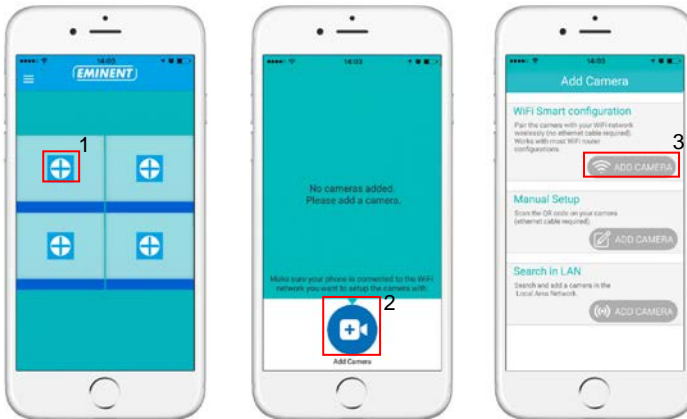 14:03
EMINENT
1
14:03
No cameras added.
Please add a camera.
Make sure your phone is connected to the WiFi
network you want to setup the camera with.
2
Add Camera
14:03
Add Camera
WiFi Smart configuration
Pair the camera with your WiFi network
wirelessly (no ethernet cable required).
Works with most WiFi router
configurations.
3
ADD CAMERA
Manual Setup
Scan the QR code on your camera
(ethernet cable required)
ADD CAMERA
Search in LAN
Search and add a camera in the
Local Area Network.
ADD CAMERA